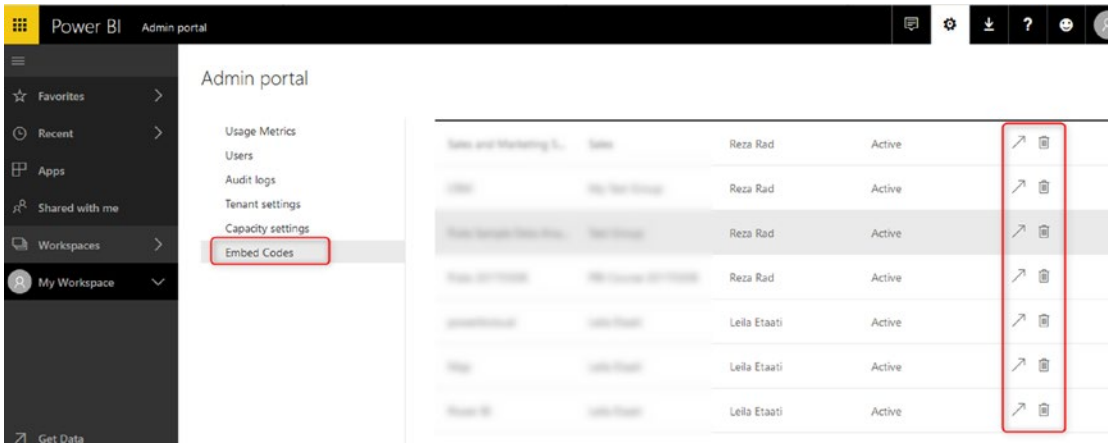 Power BI Admin portal
?
Favorites
Recent
Apps
Shared with me
Workspaces
My Workspace
Get Data
Admin portal
Usage Metrics
Users
Audit logs
Tenant settings
Capacity settings
Embed Codes
Reza Rad Active
Reza Rad Active
Reza Rad Active
Reza Rad Active
Leila Etaati Active
Leila Etaati Active
Leila Etaati Active